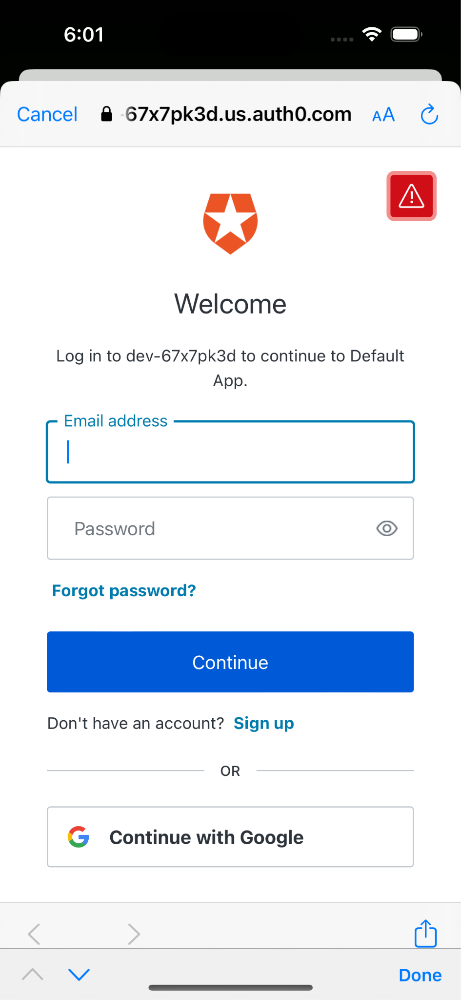 6:01
Cancel
-67x7pk3d.us.auth0.com
AA
Welcome
Log in to dev-67x7pk3d to continue to Default
App.
Email address
Password
Forgot password?
Continue
Don't have an account? Sign up
OR
Continue with Google
Done